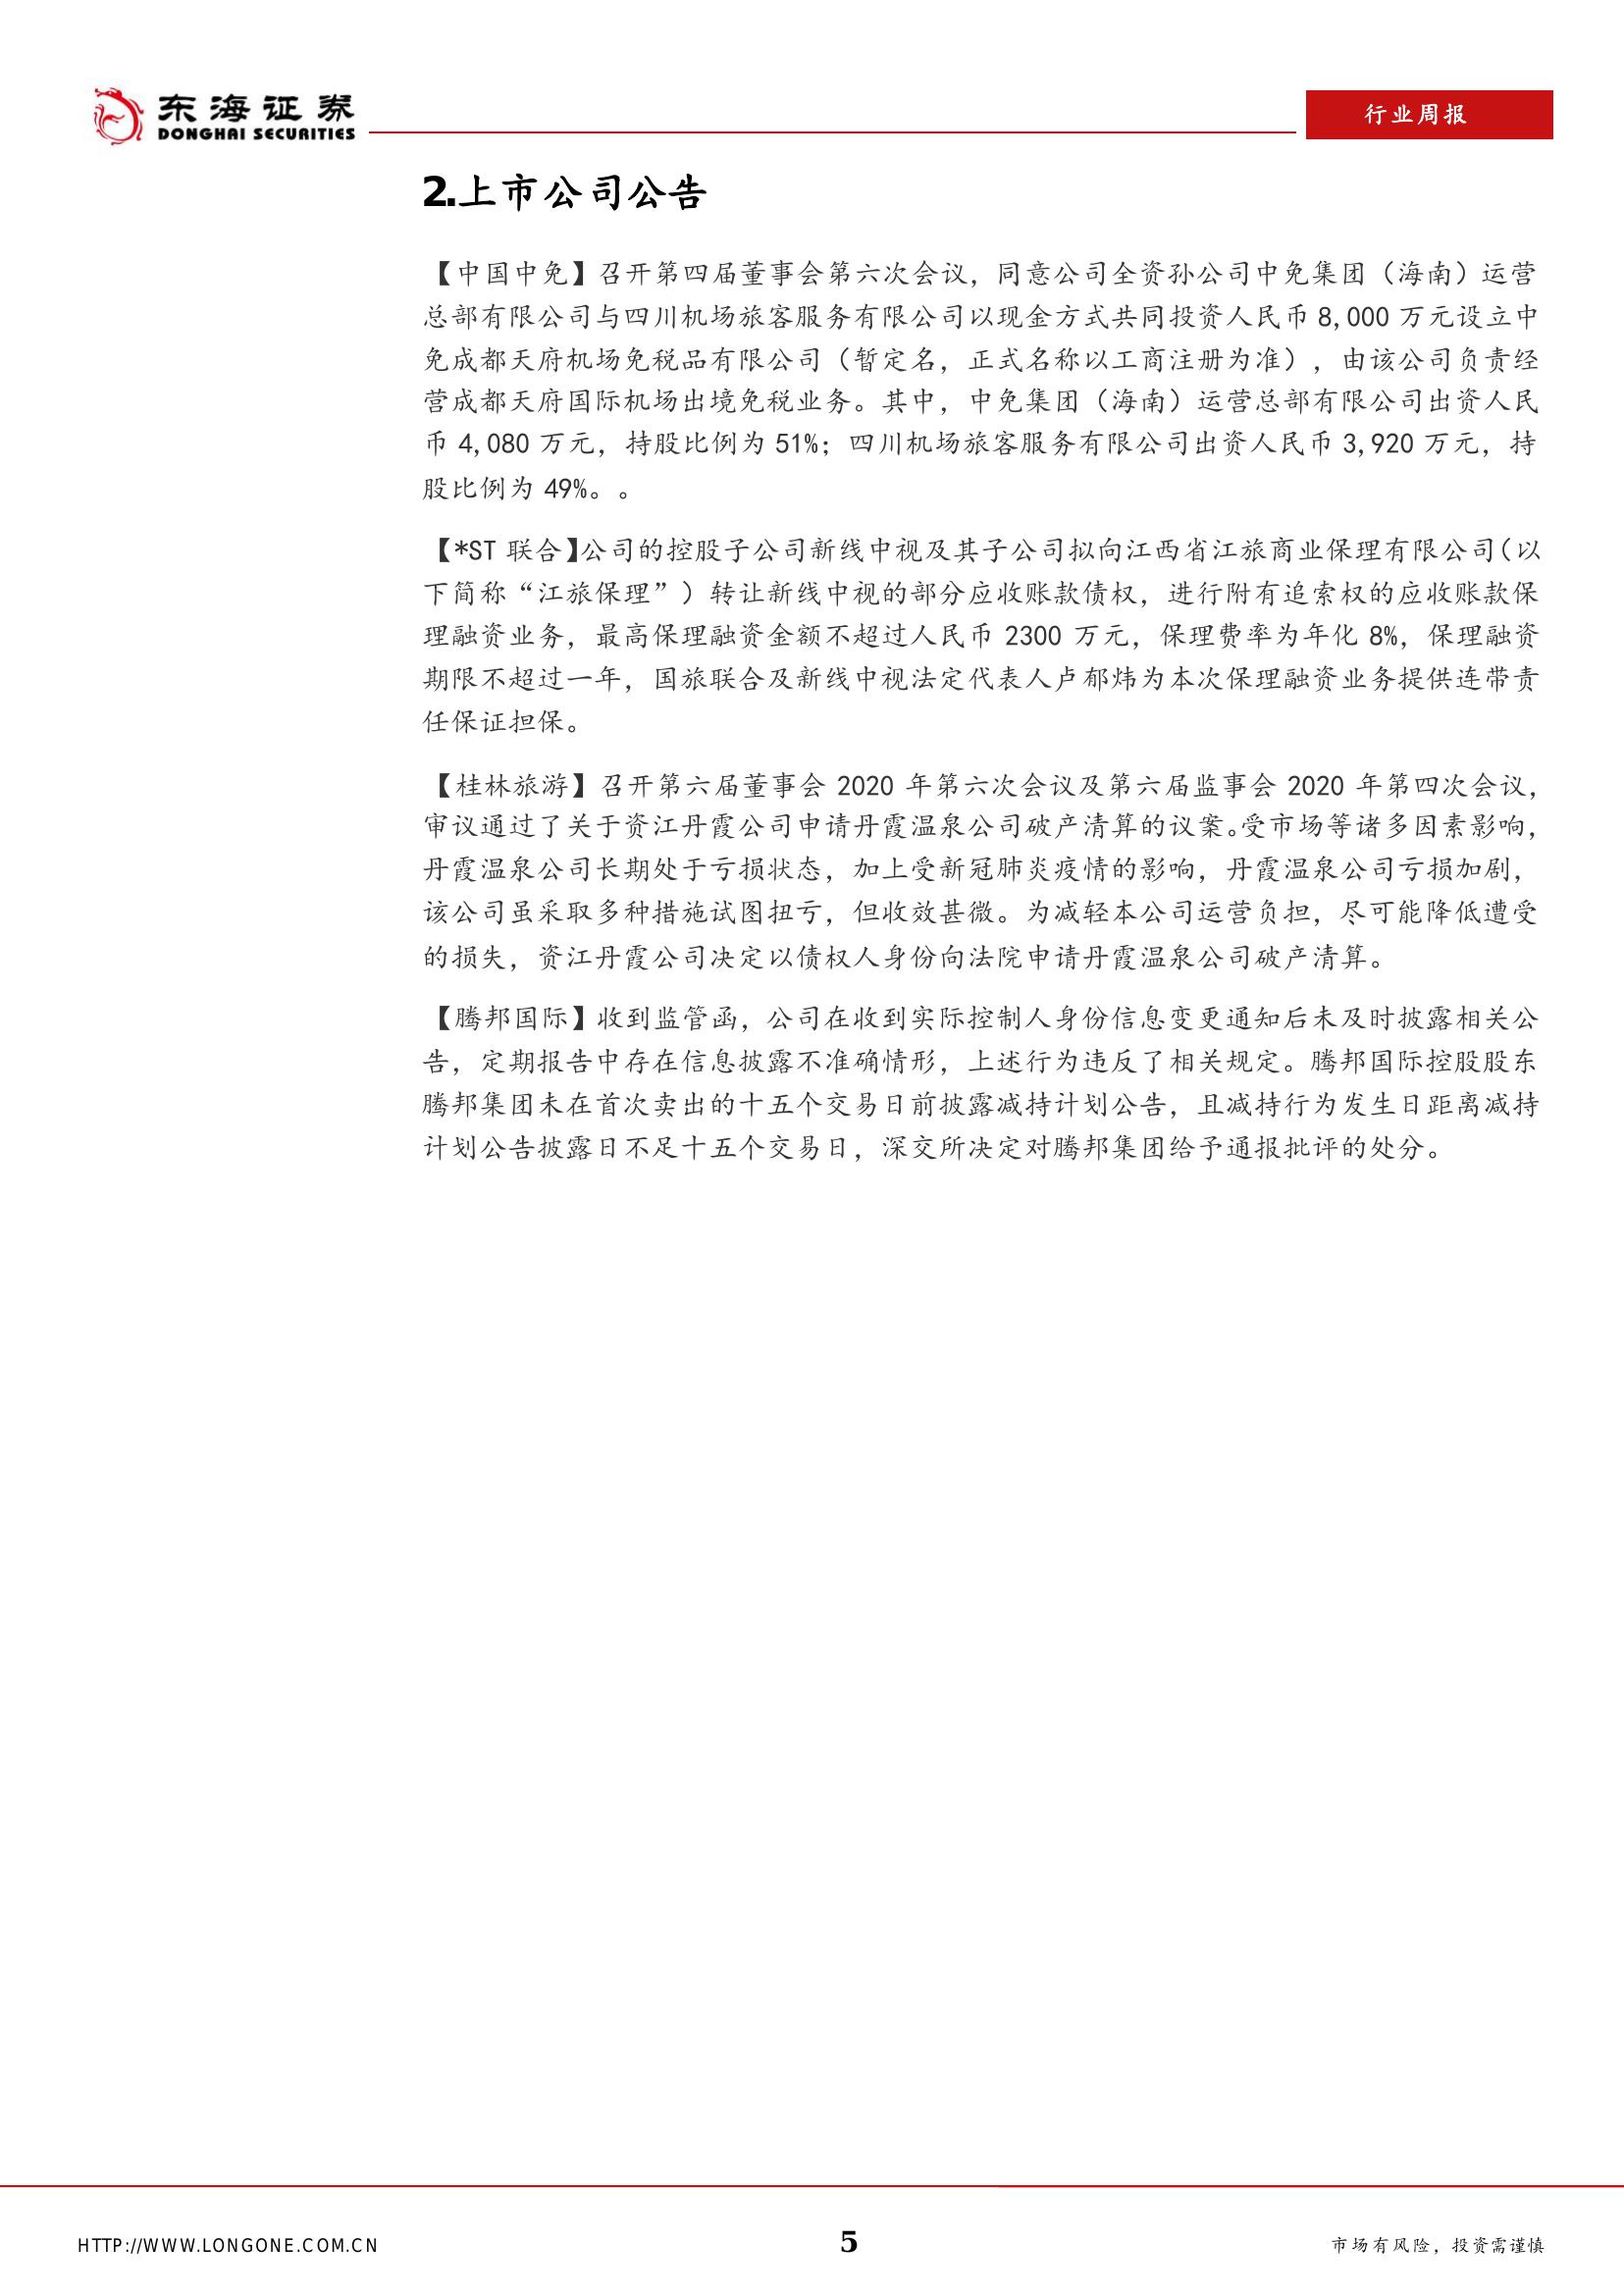 东海证券
DONGHAI SECURITIES
行业周报
2.上市公司公告
【中国中免】召开第四届董事会第六次会议，同意公司全资孙公司中免集团（海南）运营
总部有限公司与四川机场旅客服务有限公司以现金方式共同投资人民币 8,000 万元设立中
免成都天府机场免税品有限公司（暂定名，正式名称以工商注册为准），由该公司负责经
营成都天府国际机场出境免税业务。其中，中免集团（海南）运营总部有限公司出资人民
币 4,080 万元，持股比例为 51%；四川机场旅客服务有限公司出资人民币 3,920 万元，持
股比例为 49%。。
【*ST 联合】公司的控股子公司新线中视及其子公司拟向江西省江旅商业保理有限公司（以
下简称“江旅保理”）转让新线中视的部分应收账款债权，进行附有追索权的应收账款保
理融资业务，最高保理融资金额不超过人民币 2300 万元，保理费率为年化 8%，保理融资
期限不超过一年，国旅联合及新线中视法定代表人卢郁炜为本次保理融资业务提供连带责
任保证担保。
【桂林旅游】召开第六届董事会 2020 年第六次会议及第六届监事会 2020 年第四次会议，
审议通过了关于资江丹霞公司申请丹霞温泉公司破产清算的议案。受市场等诸多因素影响，
丹霞温泉公司长期处于亏损状态，加上受新冠肺炎疫情的影响，丹霞温泉公司亏损加剧，
该公司虽采取多种措施试图扭亏，但收效甚微。为减轻本公司运营负担，尽可能降低遭受
的损失，资江丹霞公司决定以债权人身份向法院申请丹霞温泉公司破产清算。
【腾邦国际】收到监管函，公司在收到实际控制人身份信息变更通知后未及时披露相关公
告，定期报告中存在信息披露不准确情形，上述行为违反了相关规定。腾邦国际控股股东
腾邦集团未在首次卖出的十五个交易日前披露减持计划公告，且减持行为发生日距离减持
计划公告披露日不足十五个交易日，深交所决定对腾邦集团给予通报批评的处分。
HTTP://WWW.LONGONE.COM.CN
5
市场有风险，投资需谨慎